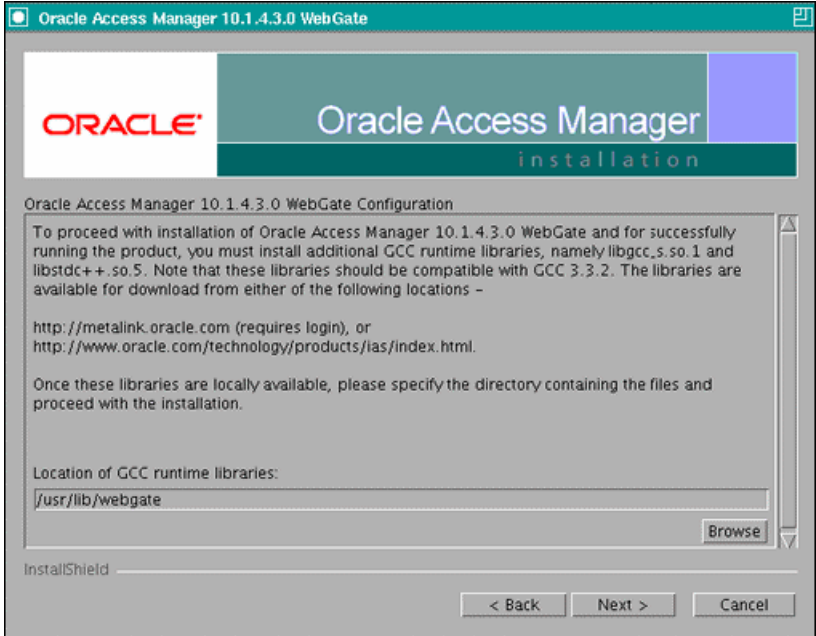 Oracle Access Manager 10.1.4.3.0 WebGate
ORACLE
Oracle Access Manager
installation
Oracle Access Manager 10.1.4.3.0 WebGate Configuration
To proceed with installation of Oracle Access Manager 10.1.4.3.0 WebGate and for successfully
running the product, you must install additional GCC runtime libraries, namely libgcc_s.so.1 and
libstdc++.so.5. Note that these libraries should be compatible with GCC 3.3.2. The libraries are
available for download from either of the following locations –
http://metalink.oracle.com (requires login), or
http://www.oracle.com/technology/products/ias/index.html.
Once these libraries are locally available, please specify the directory containing the files and
proceed with the installation.
Location of GCC runtime libraries:
/usr/lib/webgate
Browse
InstallShield
< Back
Next >
Cancel